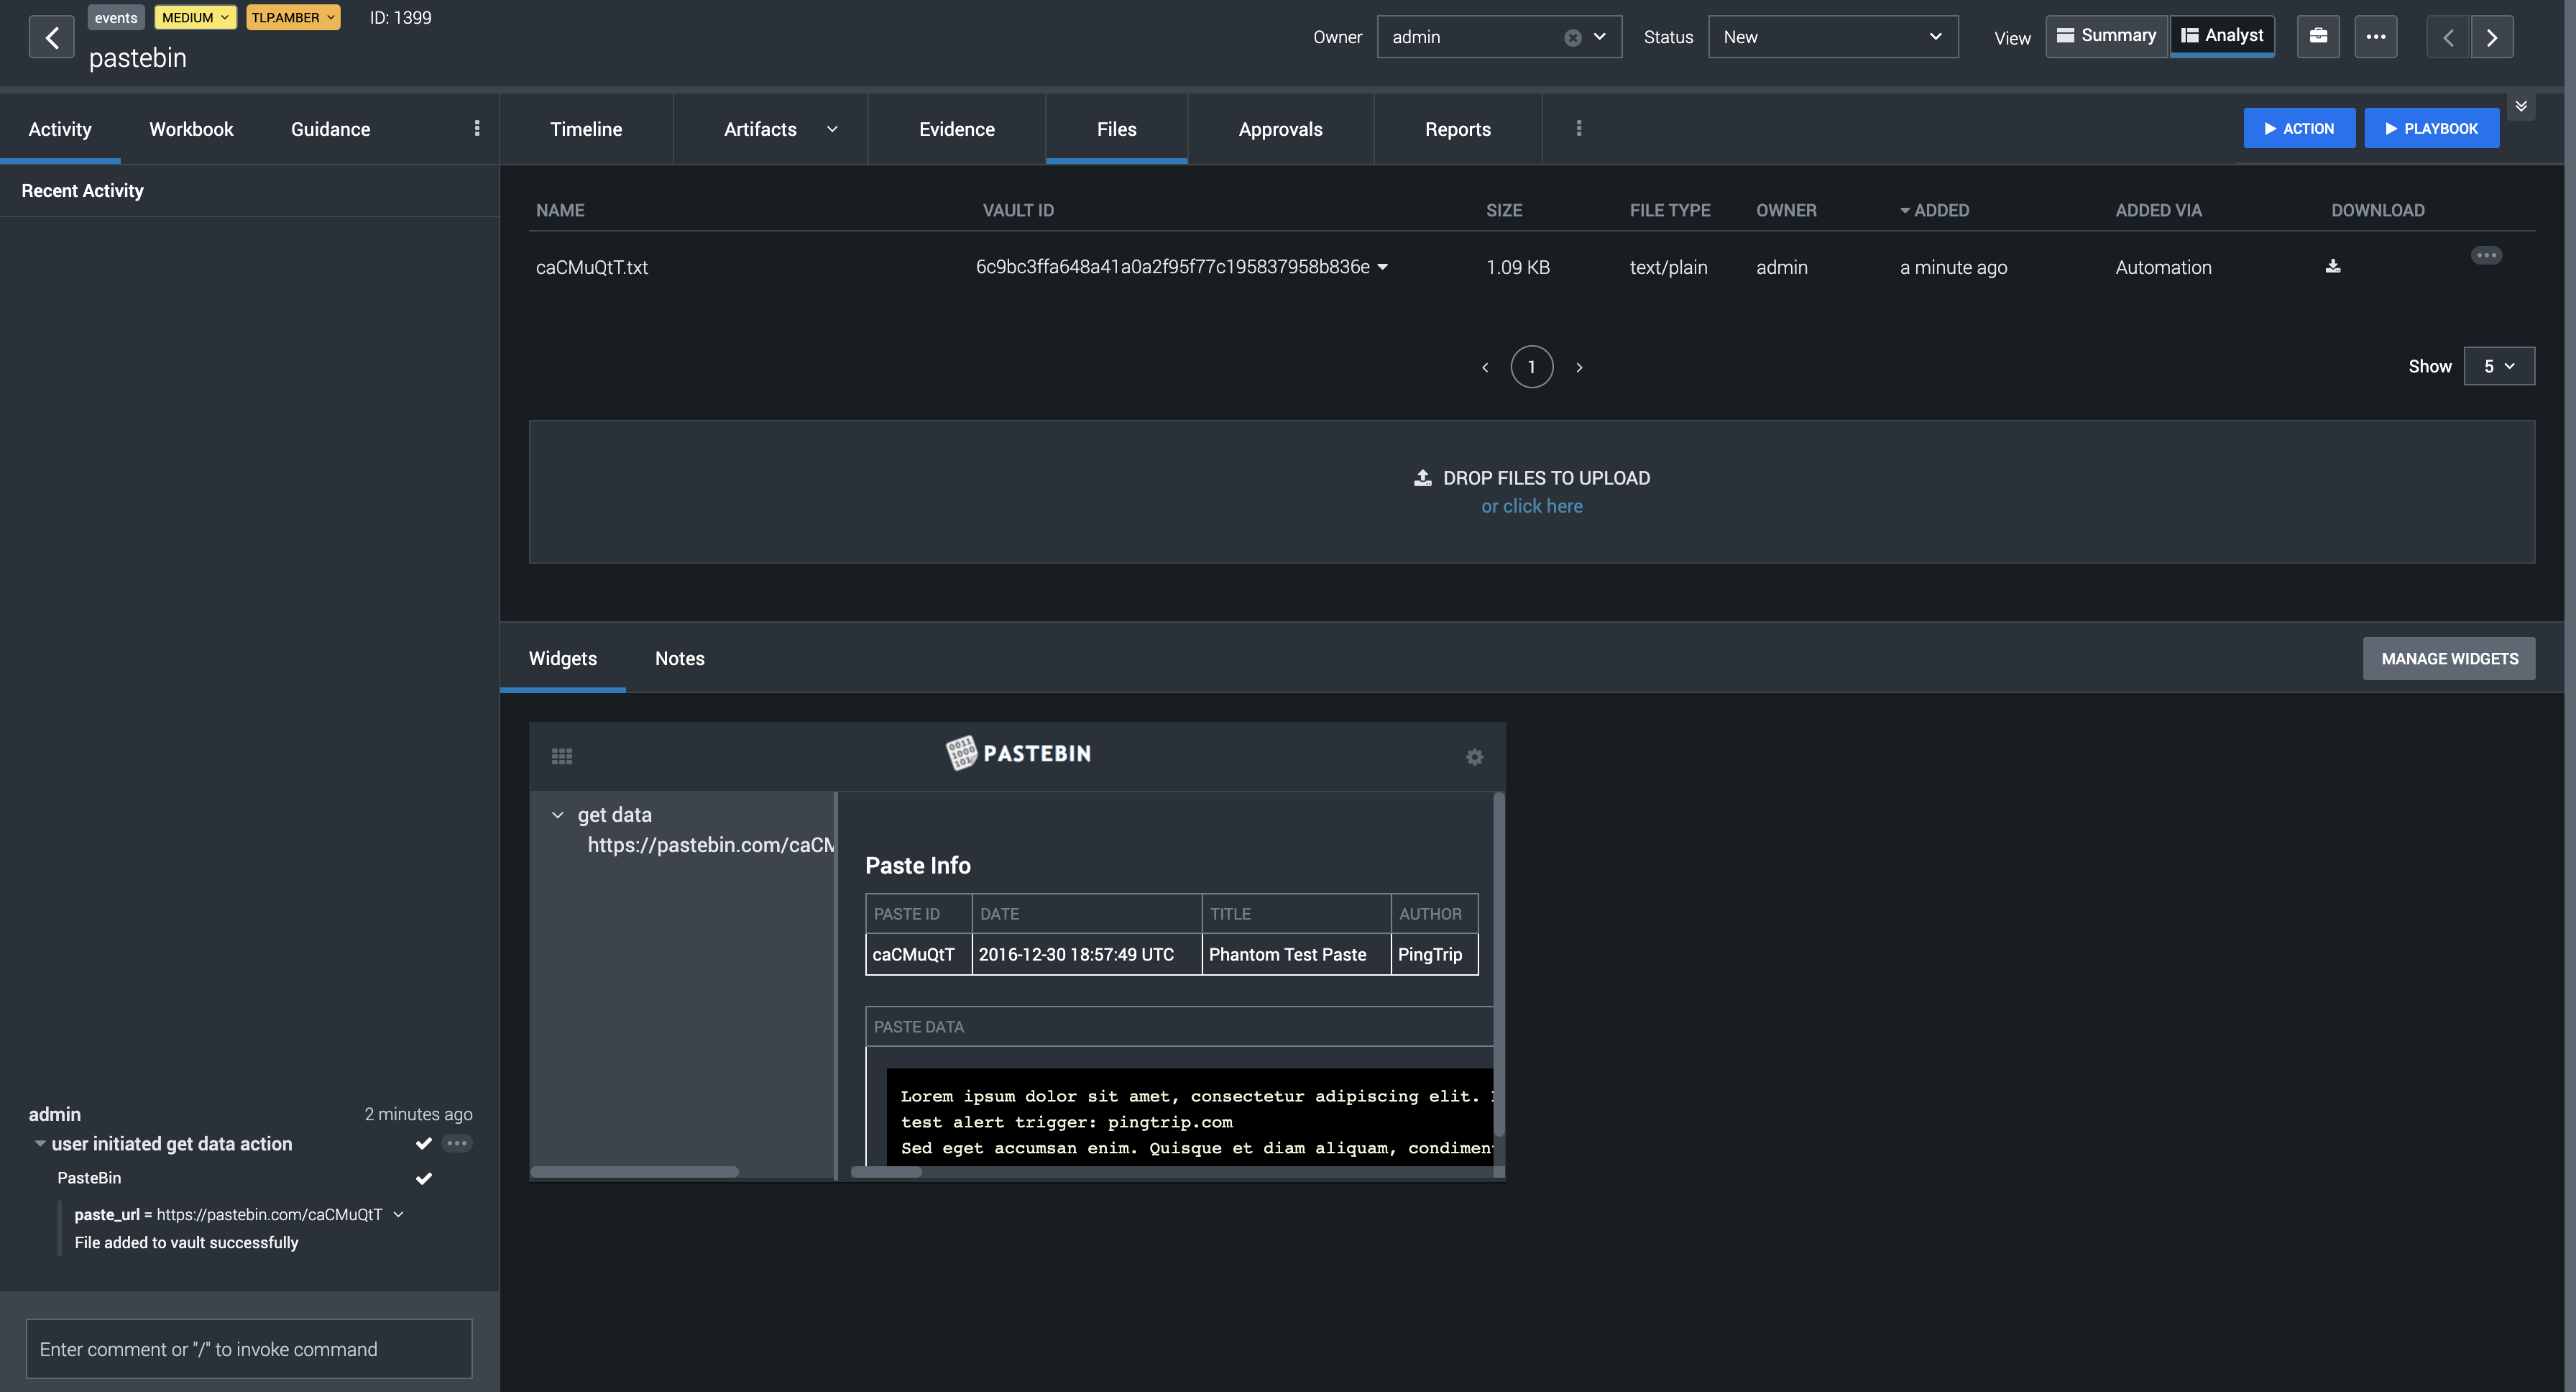 events MEDIUM TLP:AMBER ID: 1399
pastebin
Owner admin Status New View Summary Analyst
Activity Workbook Guidance
Timeline Artifacts Evidence Files Approvals Reports ACTION PLAYBOOK
Recent Activity
NAME VAULT ID SIZE FILE TYPE OWNER ADDED ADDED VIA DOWNLOAD
caCMuQtT.txt 6c9bc3ffa648a41a0a2f95f77c195837958b836e 1.09 KB text/plain admin a minute ago Automation
1 Show 5
DROP FILES TO UPLOAD
or click here
Widgets Notes MANAGE WIDGETS
0011
1000
101
PASTEBIN
get data
https://pastebin.com/caCM
Paste Info
PASTE ID DATE TITLE AUTHOR
caCMuQtT 2016-12-30 18:57:49 UTC Phantom Test Paste PingTrip
PASTE DATA
Lorem ipsum dolor sit amet, consectetur adipiscing elit.
test alert trigger: pingtrip.com
Sed eget accumsan enim. Quisque et diam aliquam, condimen
admin 2 minutes ago
user initiated get data action
PasteBin
paste_url = https://pastebin.com/caCMuQtT
File added to vault successfully
Enter comment or "/" to invoke command